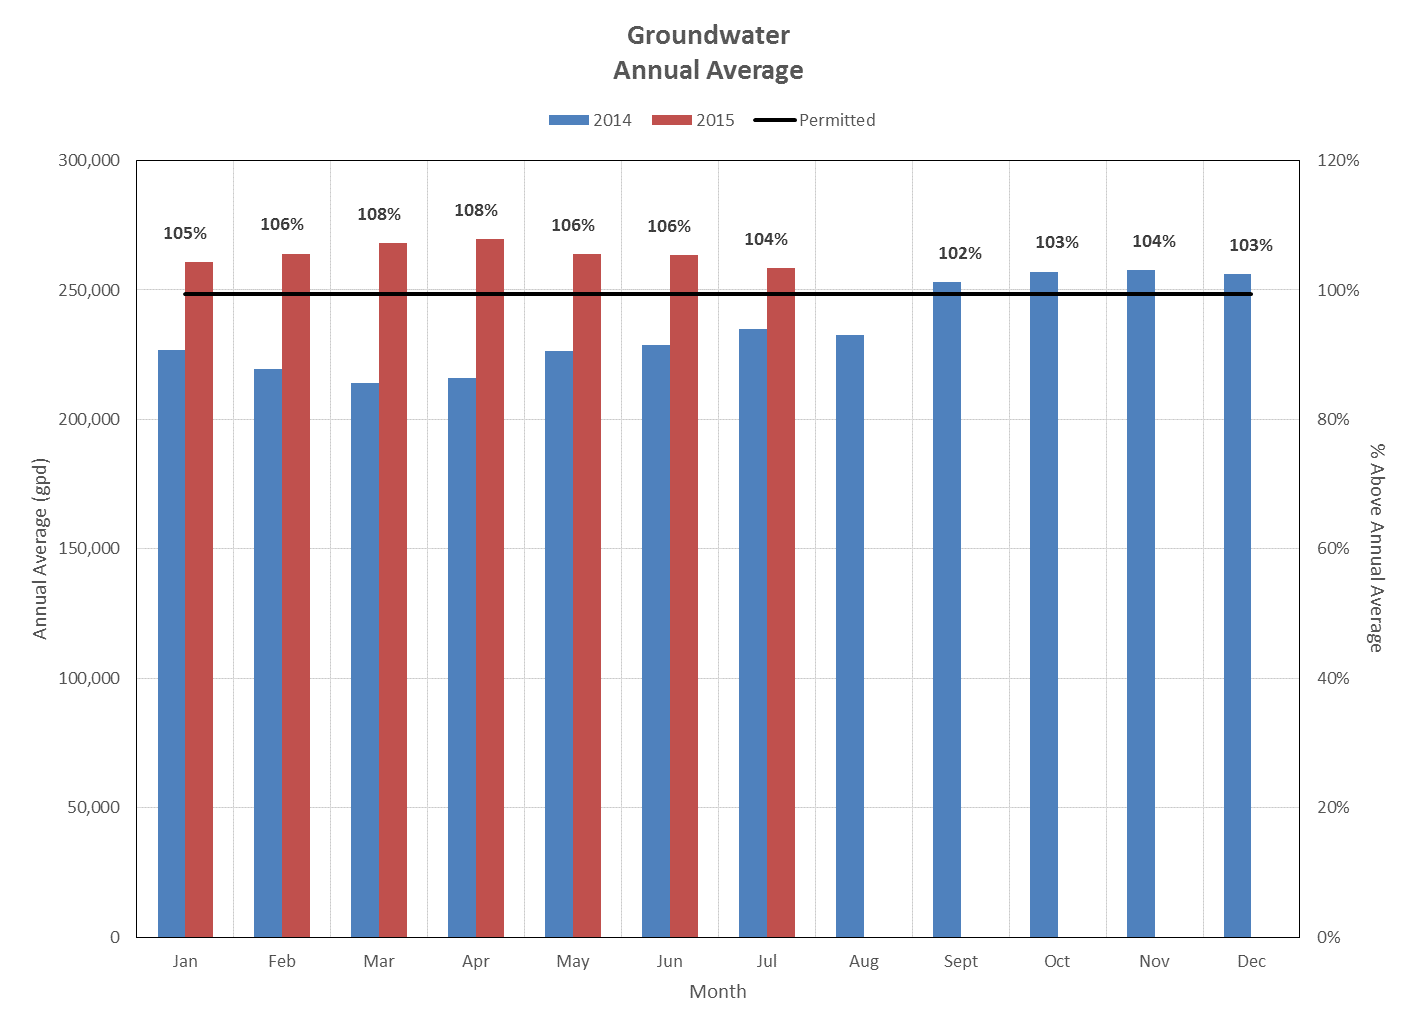 Groundwater
Annual Average
2014 2015 Permitted
300,000
250,000
200,000
150,000
100,000
50,000
0
Annual Average (gpd)
105% 106% 108% 108% 106% 106% 104% 102% 103% 104% 103%
120%
100%
80%
60%
40%
20%
0%
% Above Annual Average
Jan Feb Mar Apr May Jun Jul Aug Sept Oct Nov Dec
Month